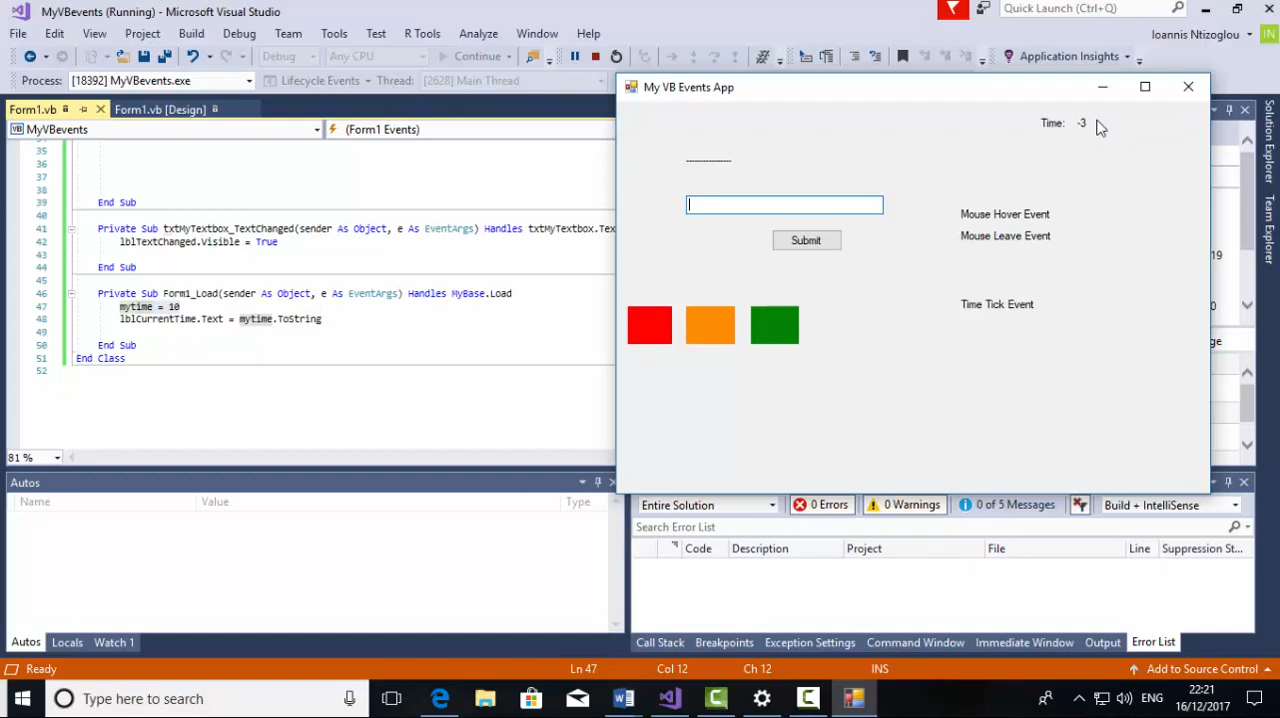 MyVBevents (Running) - Microsoft Visual Studio
Quick Launch (Ctrl+Q)
File Edit View Project Build Debug Team Tools Test R Tools Analyze Window Help
Ioannis Ntizoglou IN
Debug Any CPU Continue Application Insights
Process: [18392] MyVBevents.exe Lifecycle Events Thread: [2628] Main Thread
Form1.vb Form1.vb [Design]
MyVBevents (Form1 Events)
35
36
37
38
39 End Sub
40
41 Private Sub txtMyTextbox_TextChanged(sender As Object, e As EventArgs) Handles txtMyTextbox.Tex
42 lblTextChanged.Visible = True
43
44 End Sub
45
46 Private Sub Form1_Load(sender As Object, e As EventArgs) Handles MyBase.Load
47 mytime = 10
48 lblCurrentTime.Text = mytime.ToString
49
50 End Sub
51 End Class
52
81 %
My VB Events App
Time: -3
----------------
Submit
Mouse Hover Event
Mouse Leave Event
Time Tick Event
Solution Explorer
Team Explorer
19
ge
Autos
Name Value Type
Autos Locals Watch 1
Entire Solution 0 Errors 0 Warnings 0 of 5 Messages Build + IntelliSense
Search Error List
Code Description Project File Line Suppression St...
Call Stack Breakpoints Exception Settings Command Window Immediate Window Output Error List
Ready Ln 47 Col 12 Ch 12 INS Add to Source Control
Type here to search
ENG
22:21
16/12/2017